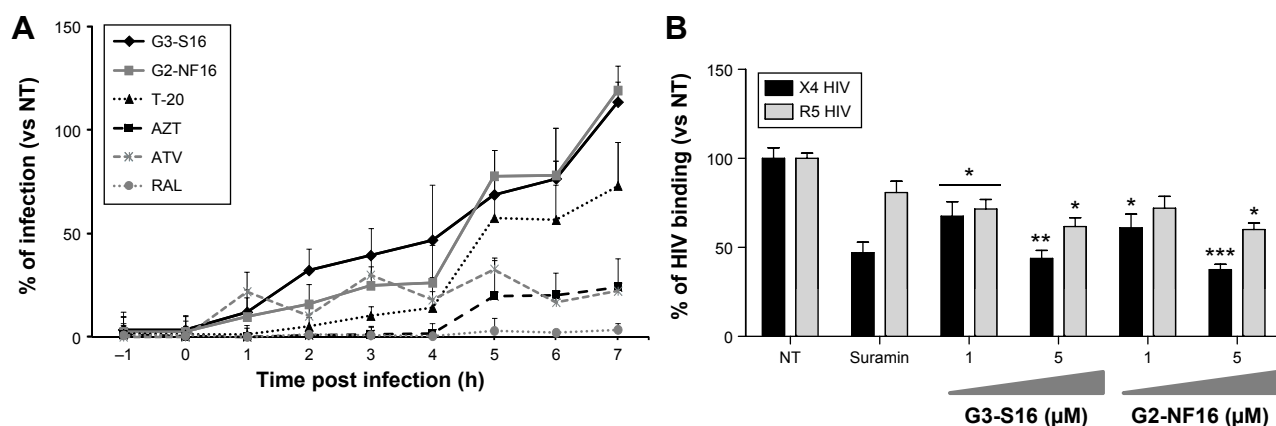 A
% of infection (vs NT)
150
100
50
0
G3-S16
G2-NF16
T-20
AZT
ATV
RAL
–1 0 1 2 3 4 5 6 7
Time post infection (h)
B
% of HIV binding (vs NT)
150
100
50
0
X4 HIV
R5 HIV
*
** * * *** *
NT Suramin 1 5 1 5
G3-S16 (µM) G2-NF16 (µM)